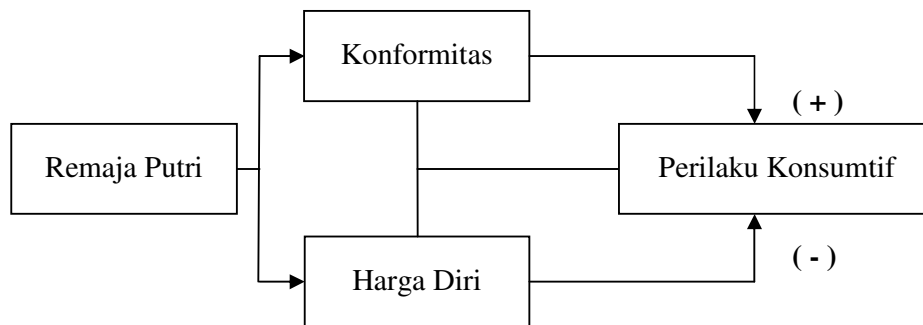 Konformitas
( + )
Remaja Putri
Perilaku Konsumtif
( - )
Harga Diri